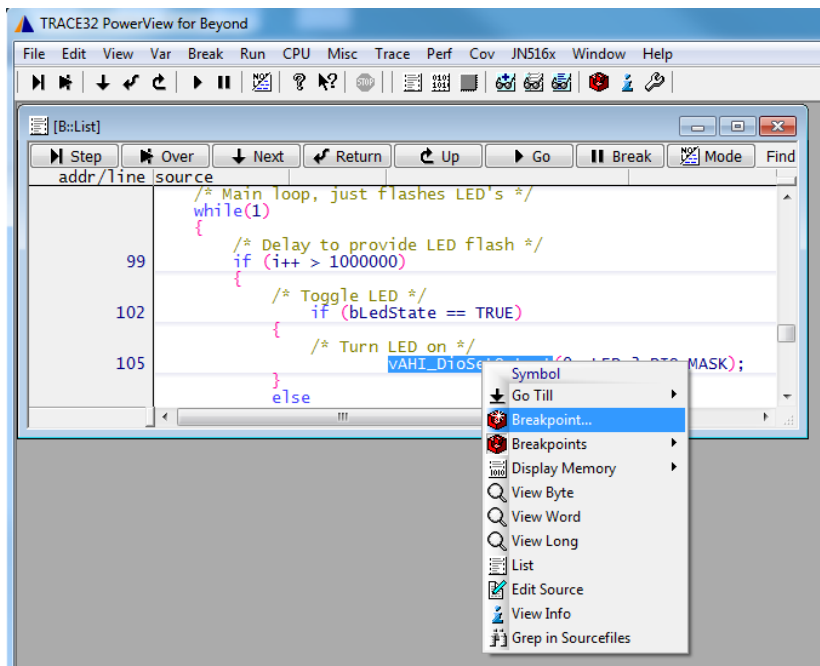 TRACE32 PowerView for Beyond
File Edit View Var Break Run CPU Misc Trace Perf Cov JN516x Window Help
[B::List]
Step Over Next Return Up Go Break Mode Find
addr/line source
/* Main loop, just flashes LED's */
while(1)
{
/* Delay to provide LED flash */
99 if (i++ > 1000000)
{
/* Toggle LED */
102 if (bLedState == TRUE)
{
/* Turn LED on */
105 MASK);
}
else
Symbol
Go Till
Breakpoint...
Breakpoints
Display Memory
View Byte
View Word
View Long
List
Edit Source
View Info
Grep in Sourcefiles